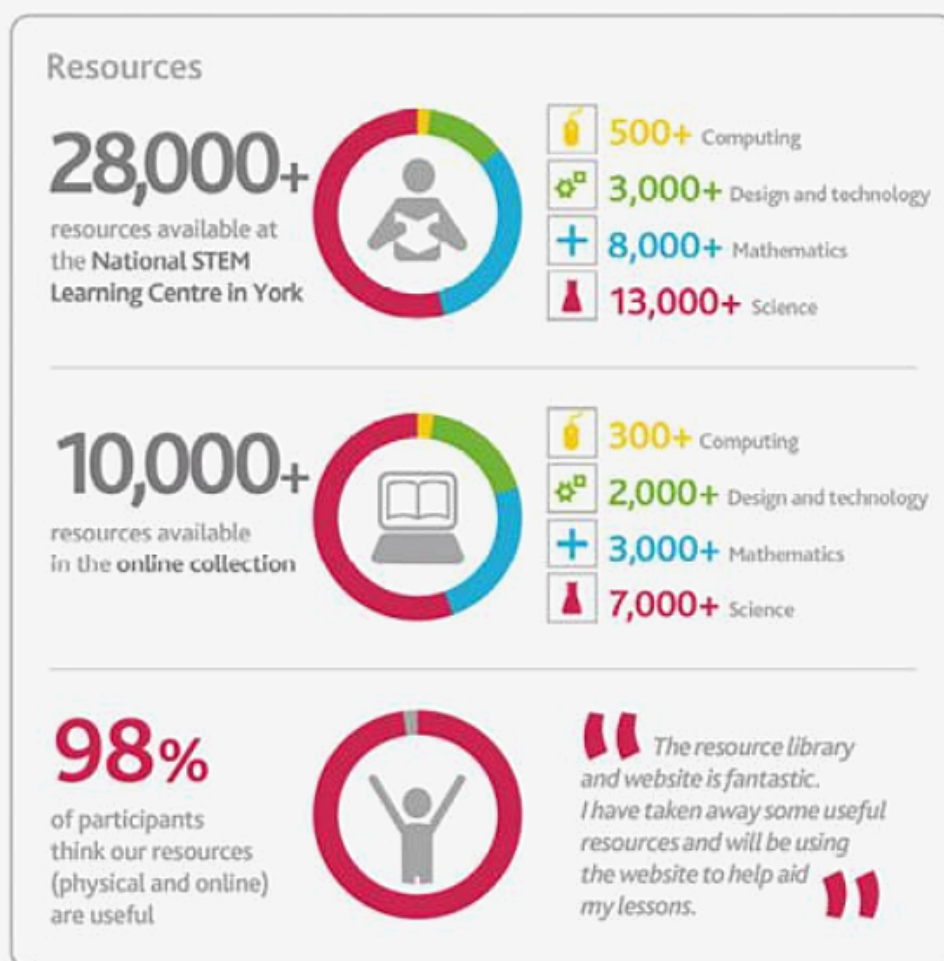 Resources
28,000+
resources available at
the National STEM
Learning Centre in York
500+ Computing
3,000+ Design and technology
8,000+ Mathematics
13,000+ Science
10,000+
resources available
in the online collection
300+ Computing
2,000+ Design and technology
3,000+ Mathematics
7,000+ Science
98%
of participants
think our resources
(physical and online)
are useful
“ The resource library
and website is fantastic.
I have taken away some useful
resources and will be using
the website to help aid
my lessons. ”